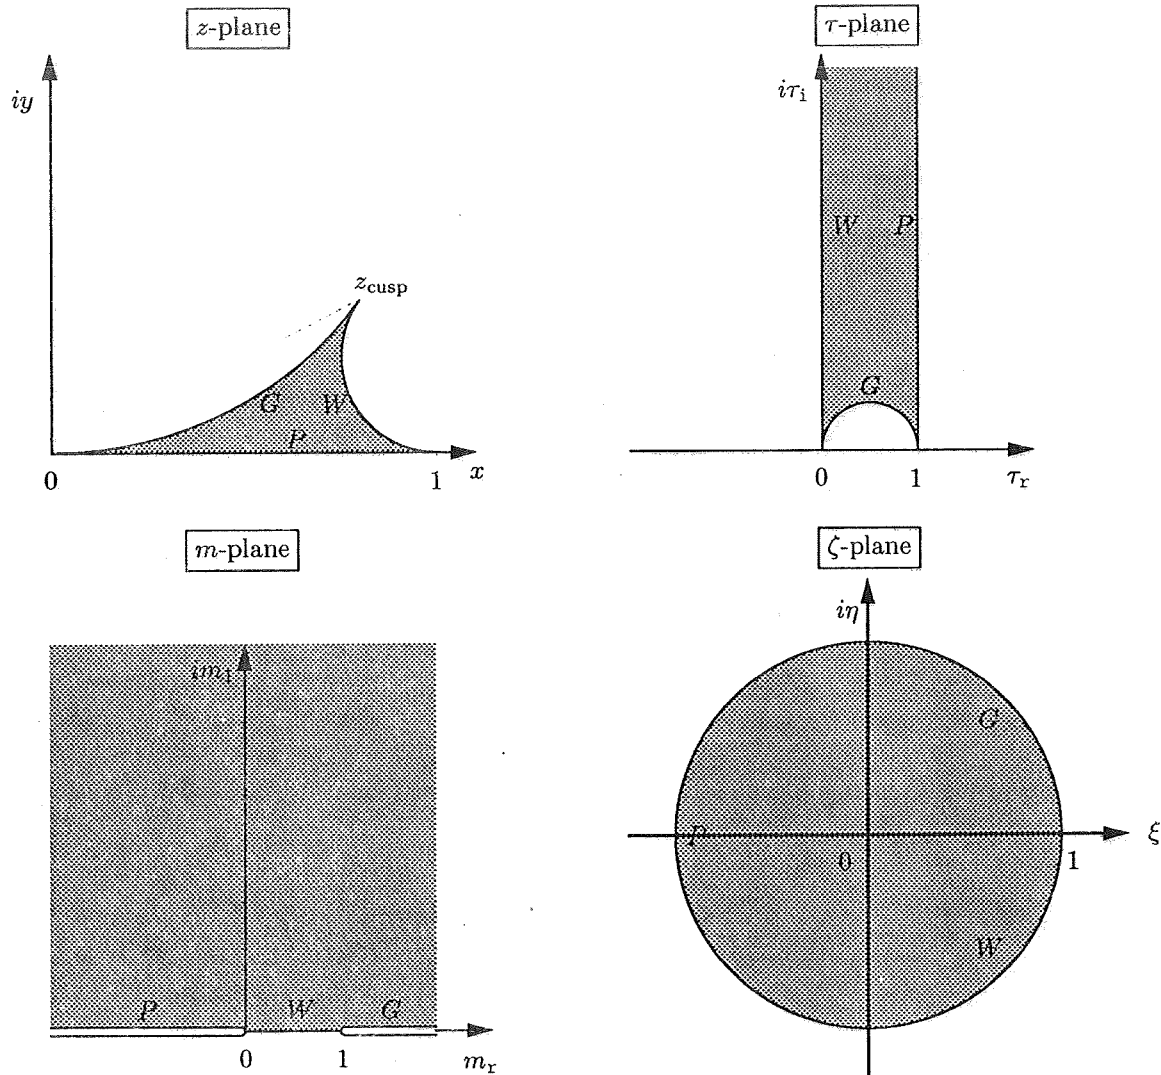 z-plane
iy
z_cusp
G W
P
0 1 x
τ-plane
iτ_i
W P
G
0 1 τ_r
m-plane
im_i
P W G
0 1 m_r
ζ-plane
iη
G
P
0 1 ξ
W